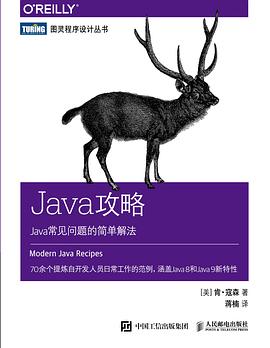 O'REILLY®
TURING 图灵程序设计丛书
Java攻略
Java常见问题的简单解法
Modern Java Recipes
70余个提炼自开发人员日常工作的范例，涵盖Java 8和Java 9新特性
[美] 肯·寇森 著
蒋楠 译
中国工信出版集团 人民邮电出版社